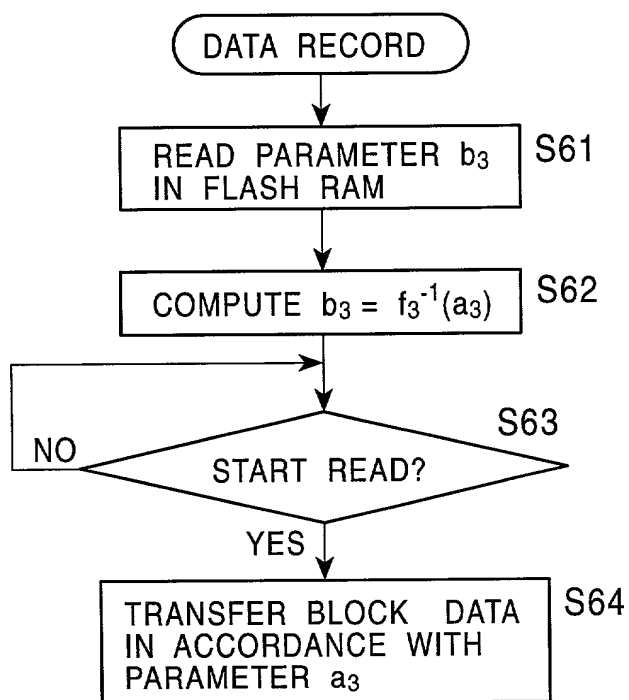 DATA RECORD
READ PARAMETER b₃
IN FLASH RAM
S61
COMPUTE b₃ = f₃⁻¹(a₃)
S62
START READ?
S63
NO
YES
TRANSFER BLOCK DATA
IN ACCORDANCE WITH
PARAMETER a₃
S64